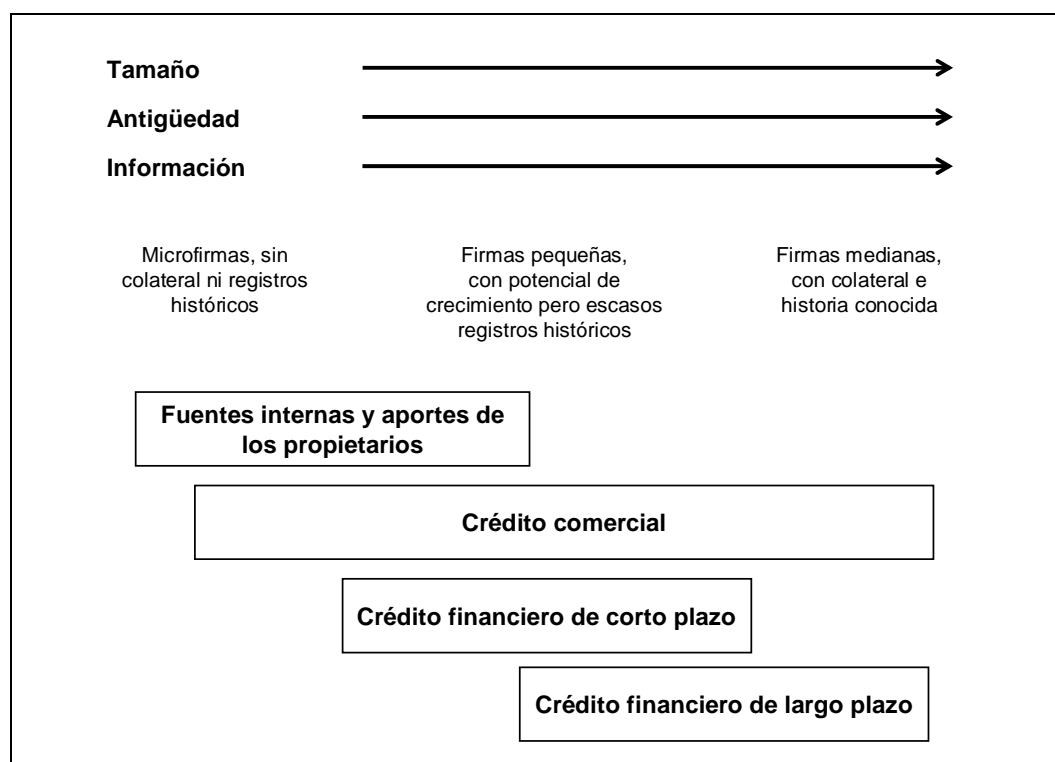 Tamaño
Antigüedad
Información
Microfirmas, sin
colateral ni registros
históricos
Firmas pequeñas,
con potencial de
crecimiento pero escasos
registros históricos
Firmas medianas,
con colateral e
historia conocida
Fuentes internas y aportes de
los propietarios
Crédito comercial
Crédito financiero de corto plazo
Crédito financiero de largo plazo